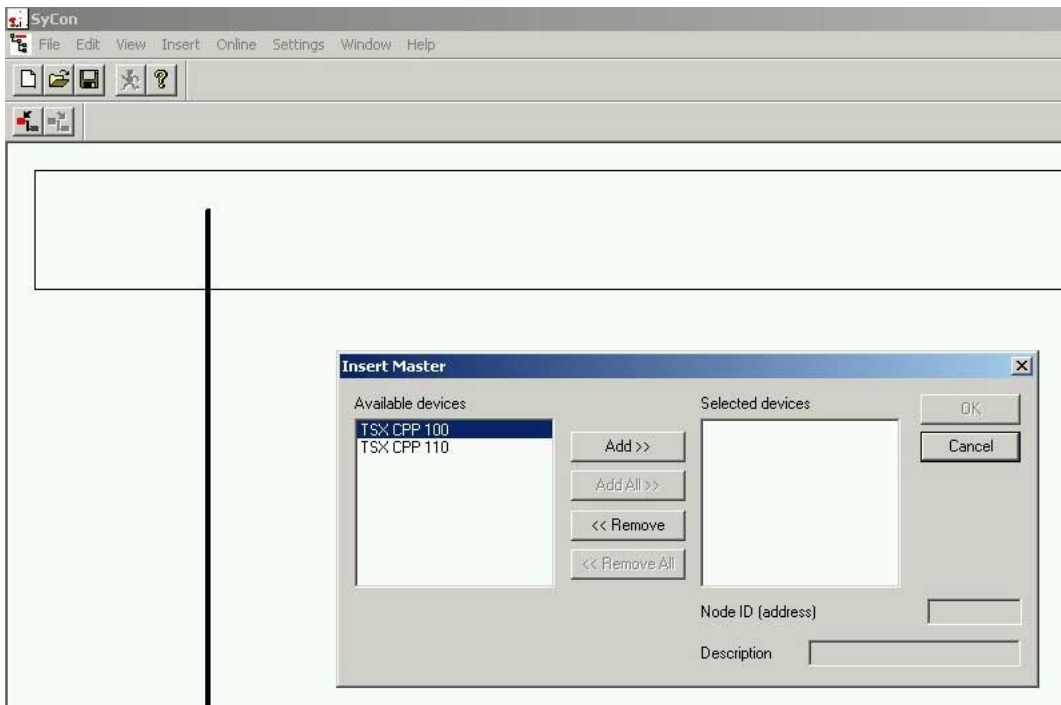 SyCon
File Edit View Insert Online Settings Window Help
Insert Master
Available devices
Selected devices
OK
TSX CPP 100
TSX CPP 110
Add >>
Cancel
Add All >>
<< Remove
<< Remove All
Node ID (address)
Description